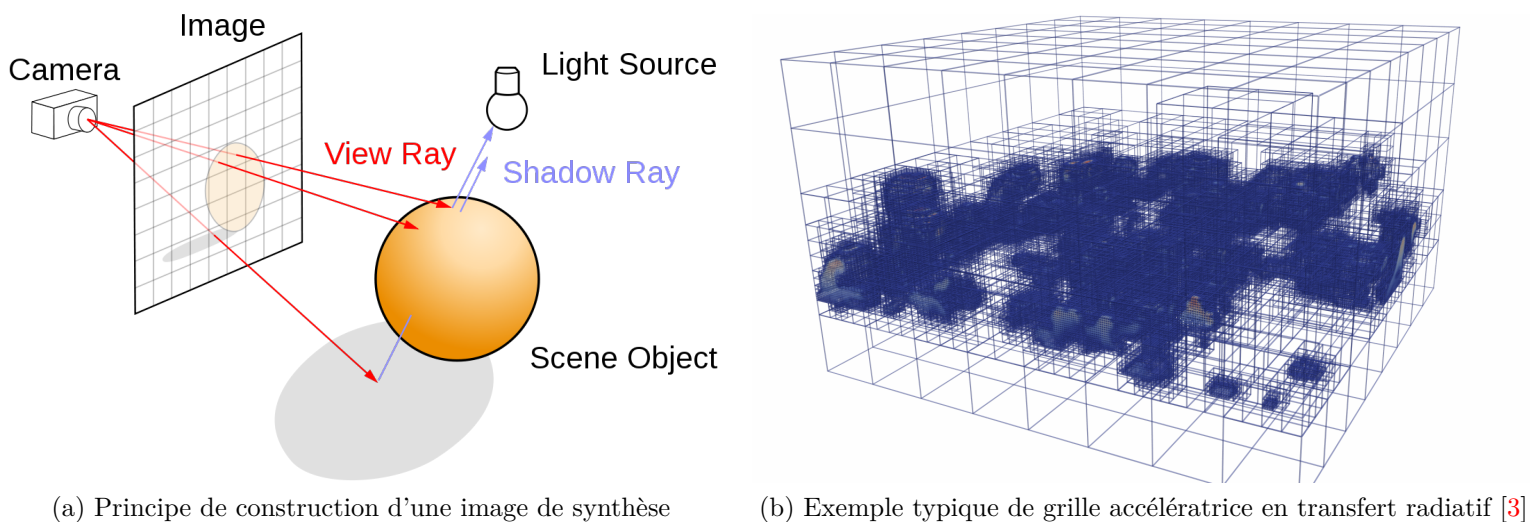 Image
Camera
Light Source
View Ray
Shadow Ray
Scene Object
(a) Principe de construction d'une image de synthèse
(b) Exemple typique de grille accélératrice en transfert radiatif [3]